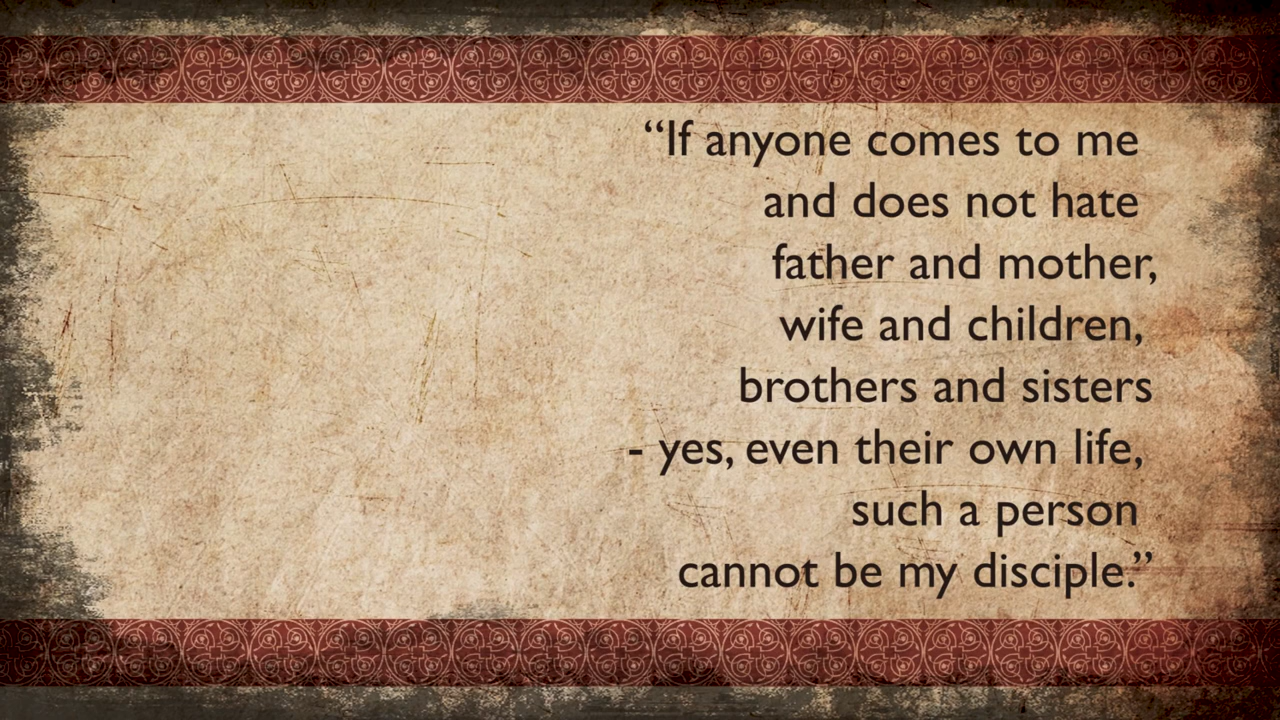 “If anyone comes to me
and does not hate
father and mother,
wife and children,
brothers and sisters
- yes, even their own life,
such a person
cannot be my disciple.”